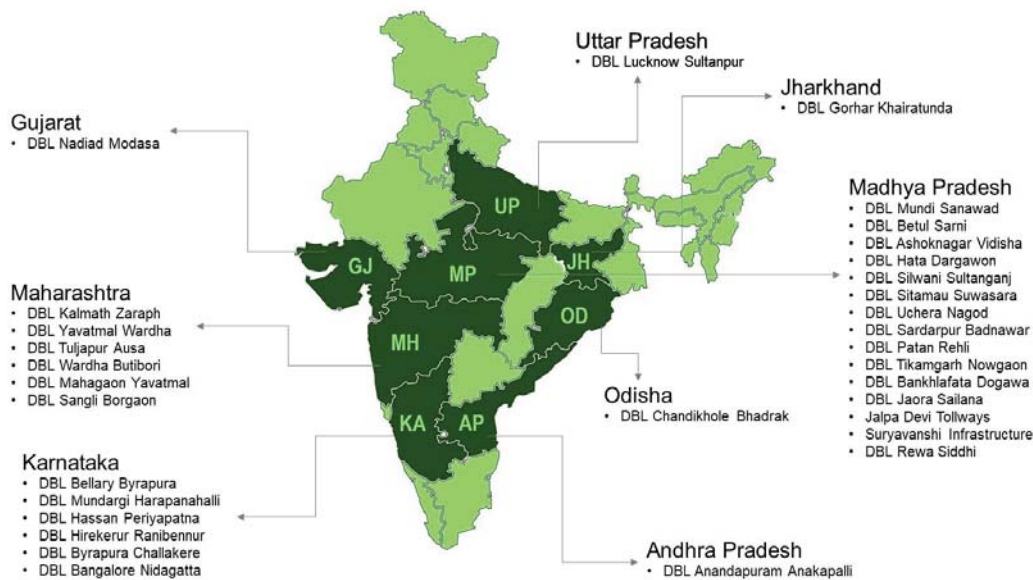 Uttar Pradesh
• DBL Lucknow Sultanpur
Jharkhand
• DBL Gorhar Khairatunda
Gujarat
• DBL Nadiad Modasa
Madhya Pradesh
• DBL Mundi Sanawad
• DBL Betul Sarni
• DBL Ashoknagar Vidisha
• DBL Hata Dargawon
• DBL Silwani Sultanganj
• DBL Sitamau Suwasara
• DBL Uchera Nagod
• DBL Sardarpur Badnawar
• DBL Patan Rehli
• DBL Tikamgarh Nowgaon
• DBL Bankhlafata Dogawa
• DBL Jaora Sailana
• Jalpa Devi Tollways
• Suryavanshi Infrastructure
• DBL Rewa Siddhi
Maharashtra
• DBL Kalmath Zaraph
• DBL Yavatmal Wardha
• DBL Tuljapur Ausa
• DBL Wardha Butibori
• DBL Mahagaon Yavatmal
• DBL Sangli Borgaon
UP
GJ
MP
JH
OD
MH
KA
AP
Odisha
• DBL Chandikhole Bhadrak
Karnataka
• DBL Bellary Byrapura
• DBL Mundargi Harapanahalli
• DBL Hassan Periyapatna
• DBL Hirekerur Ranibennur
• DBL Byrapura Challakere
• DBL Bangalore Nidagatta
Andhra Pradesh
• DBL Anandapuram Anakapalli